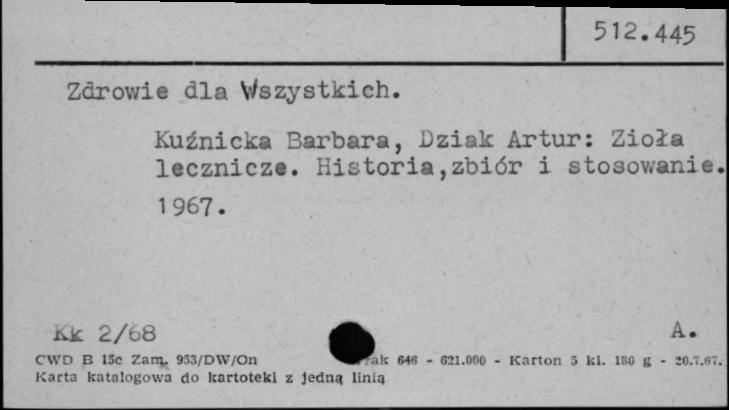 512.445
Zdrowie dla Wszystkich.
Kuźnicka Barbara, Dziak Artur: Zioła
lecznicze. Historia,zbiór i stosowanie.
1967.
Kk 2/68
A.
CWD B 15c Zam. 953/DW/On 646 - 621.000 - Karton 5 kl. 180 g - 20.7.67.
Karta katalogowa do kartoteki z jedną linią